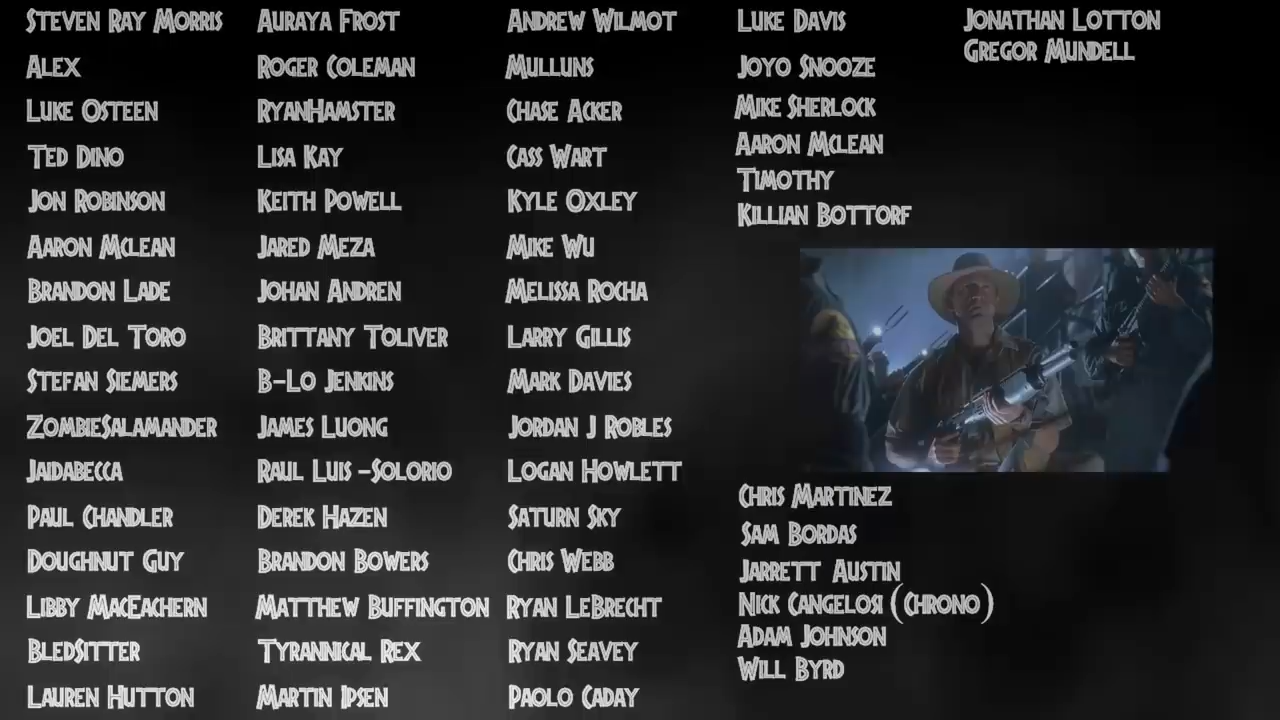 Steven Ray Morris
Alex
Luke Osteen
Ted Dino
Jon Robinson
Aaron Mclean
Brandon Lade
Joel Del Toro
Stefan Siemers
ZombieSalamander
Jaidabecca
Paul Chandler
Doughnut Guy
Libby MacEachern
BledSitter
Lauren Hutton
Auraya Frost
Roger Coleman
RyanHamster
Lisa Kay
Keith Powell
Jared Meza
Johan Andren
Brittany Toliver
B-Lo Jenkins
James Luong
Raul Luis -Solorio
Derek Hazen
Brandon Bowers
Matthew Buffington
Tyrannical Rex
Martin Ipsen
Andrew Wilmot
Mulluns
Chase Acker
Cass Wart
Kyle Oxley
Mike Wu
Melissa Rocha
Larry Gillis
Mark Davies
Jordan J Robles
Logan Howlett
Saturn Sky
Chris Webb
Ryan LeBrecht
Ryan Seavey
Paolo Caday
Luke Davis
Joyo Snooze
Mike Sherlock
Aaron Mclean
Timothy
Killian Bottorf
Chris Martinez
Sam Bordas
Jarrett Austin
Nick Cangelosi (Chrono)
Adam Johnson
Will Byrd
Jonathan Lotton
Gregor Mundell